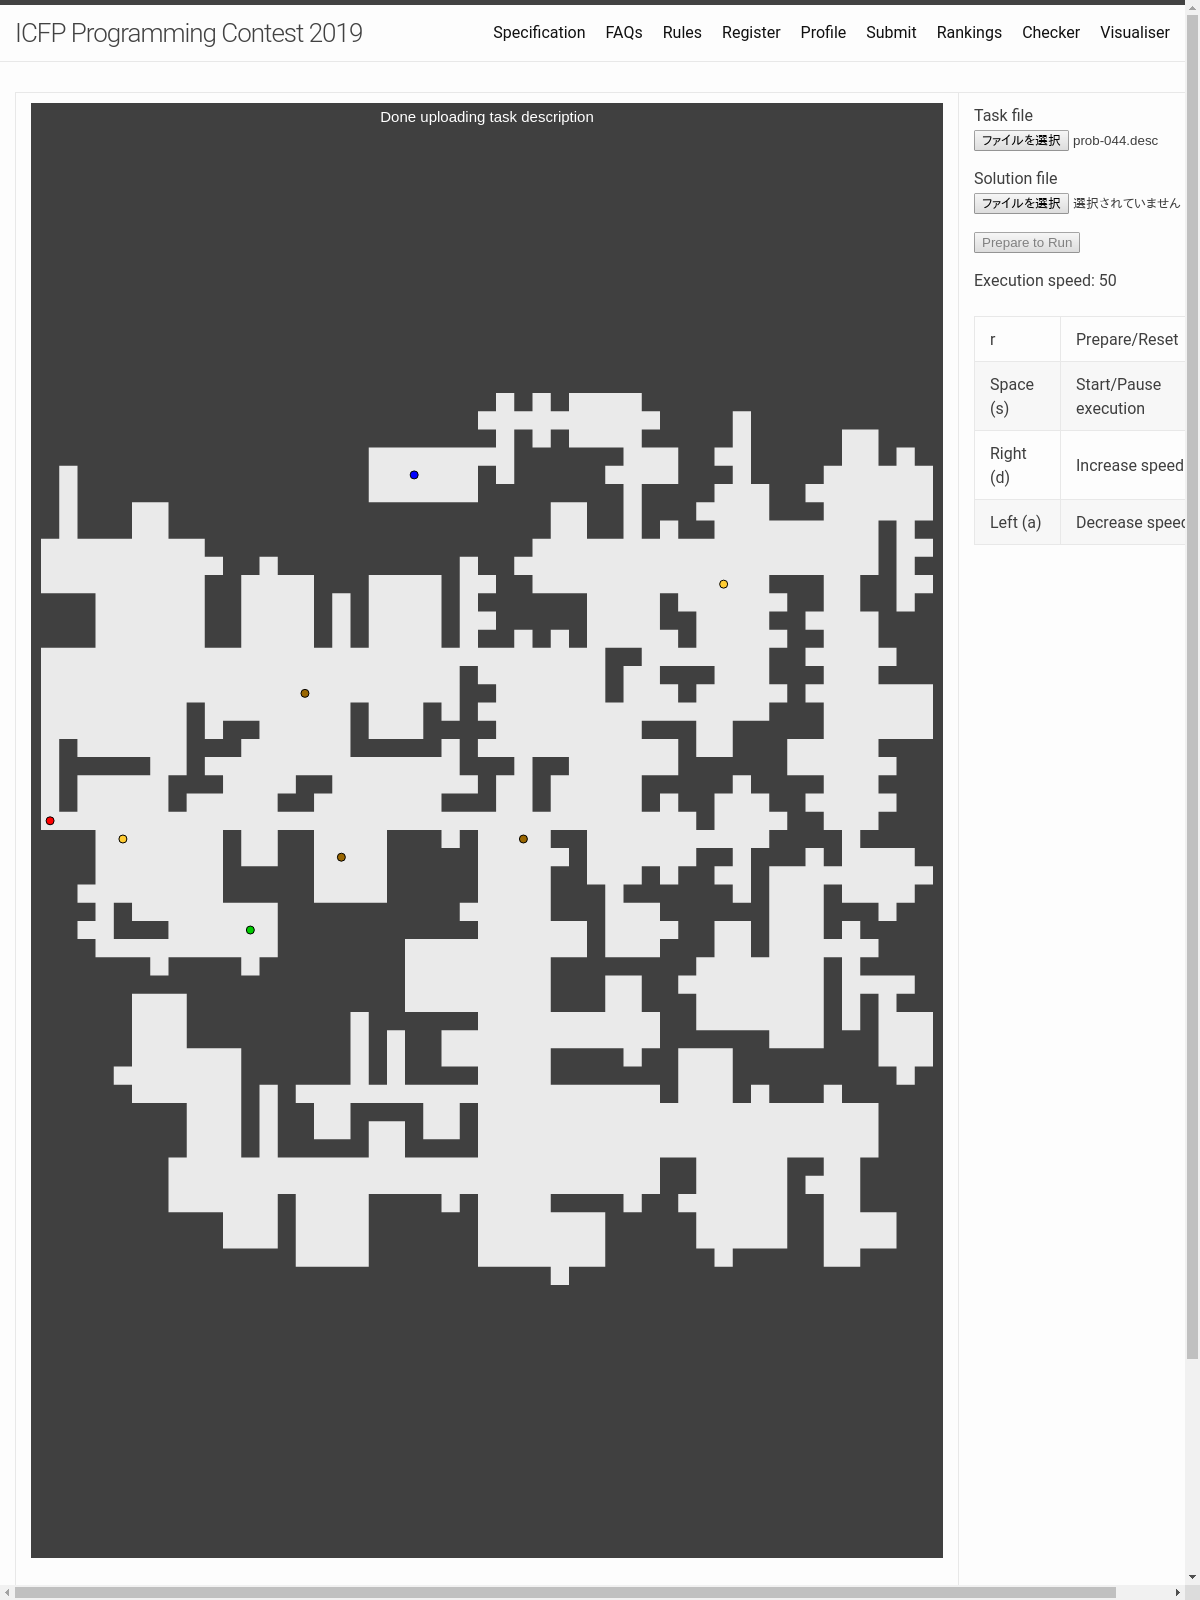 ICFP Programming Contest 2019
Specification FAQs Rules Register Profile Submit Rankings Checker Visualiser
Done uploading task description
Task file
ファイルを選択 prob-044.desc
Solution file
ファイルを選択 選択されていません
Prepare to Run
Execution speed: 50
r Prepare/Reset
Space Start/Pause
(s) execution
Right Increase speed
(d)
Left (a) Decrease speed